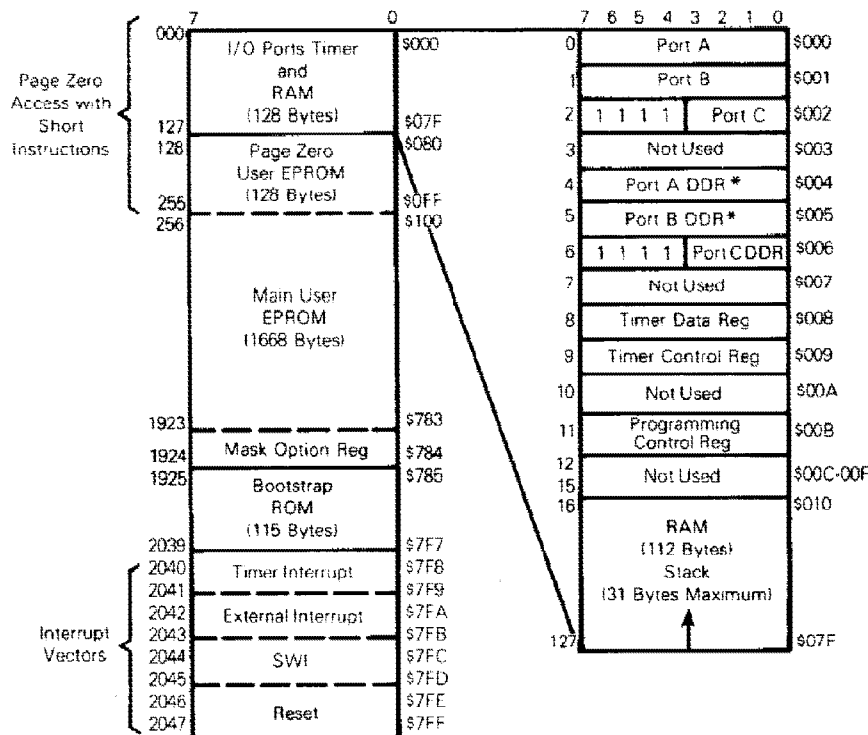 7 0
000
I/O Ports Timer
and
RAM
(128 Bytes)
$000
Page Zero
Access with
Short
Instructions
127
128
$07F
$080
Page Zero
User EPROM
(128 Bytes)
255
256
$0FF
$100
Main User
EPROM
(1668 Bytes)
1923
$783
1924
Mask Option Reg
$784
1925
$785
Bootstrap
ROM
(115 Bytes)
2039
$7F7
2040
Timer Interrupt
$7F8
2041
$7F9
2042
External Interrupt
$7FA
2043
$7FB
Interrupt
Vectors
2044
SWI
$7FC
2045
$7FD
2046
Reset
$7FE
2047
$7FF
7 6 5 4 3 2 1 0
0 Port A $000
1 Port B $001
2 1 1 1 1 Port C $002
3 Not Used $003
4 Port A DDR* $004
5 Port B DDR* $005
6 1 1 1 1 Port C DDR $006
7 Not Used $007
8 Timer Data Reg $008
9 Timer Control Reg $009
10 Not Used $00A
11 Programming
Control Reg $00B
12
15
Not Used $00C-00F
16 $010
RAM
(112 Bytes)
Stack
(31 Bytes Maximum)
127 $07F